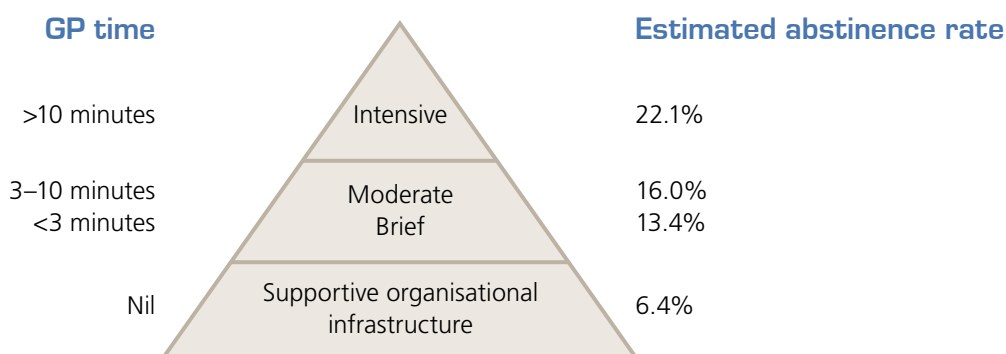 GP time
Estimated abstinence rate
>10 minutes
Intensive
22.1%
3–10 minutes
Moderate
16.0%
<3 minutes
Brief
13.4%
Nil
Supportive organisational
infrastructure
6.4%